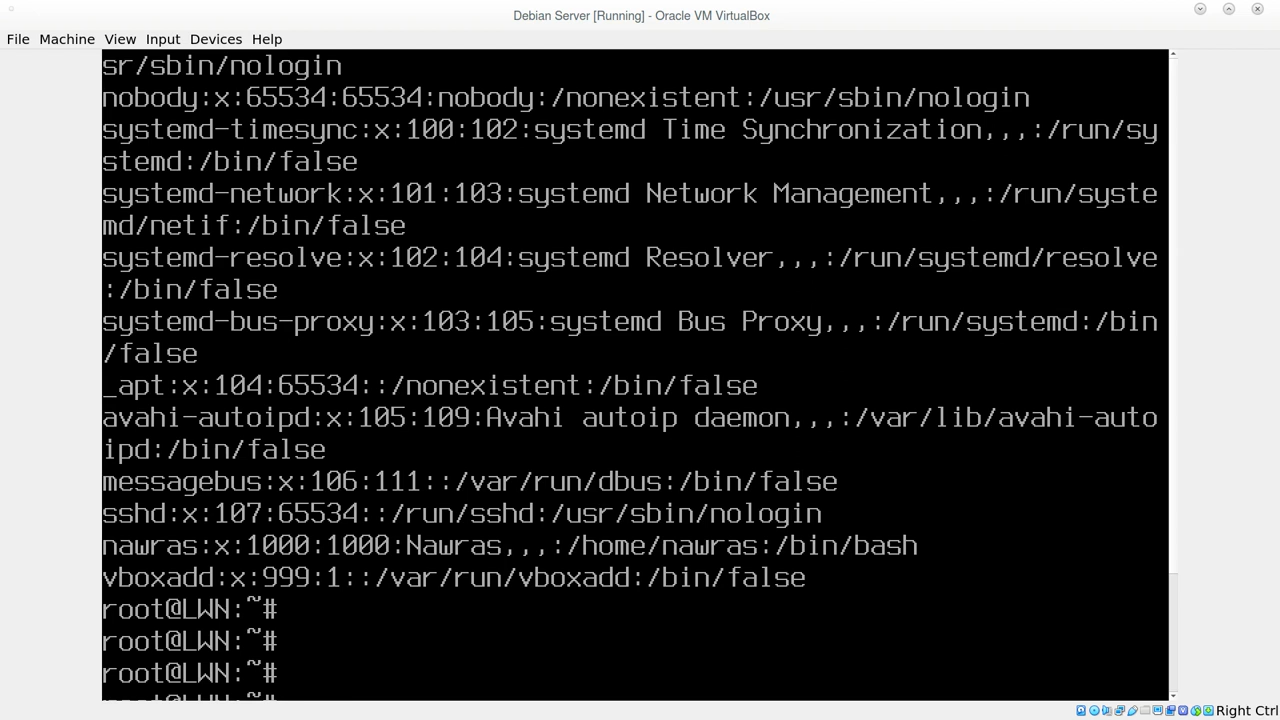 Debian Server [Running] - Oracle VM VirtualBox
File Machine View Input Devices Help
sr/sbin/nologin
nobody:x:65534:65534:nobody:/nonexistent:/usr/sbin/nologin
systemd-timesync:x:100:102:systemd Time Synchronization,,,:/run/sy
stemd:/bin/false
systemd-network:x:101:103:systemd Network Management,,,:/run/syste
md/netif:/bin/false
systemd-resolve:x:102:104:systemd Resolver,,,:/run/systemd/resolve
:/bin/false
systemd-bus-proxy:x:103:105:systemd Bus Proxy,,,:/run/systemd:/bin
/false
_apt:x:104:65534::/nonexistent:/bin/false
avahi-autoipd:x:105:109:Avahi autoip daemon,,,:/var/lib/avahi-auto
ipd:/bin/false
messagebus:x:106:111::/var/run/dbus:/bin/false
sshd:x:107:65534::/run/sshd:/usr/sbin/nologin
nawras:x:1000:1000:Nawras,,,:/home/nawras:/bin/bash
vboxadd:x:999:1::/var/run/vboxadd:/bin/false
root@LWN:~#
root@LWN:~#
root@LWN:~#
Right Ctrl